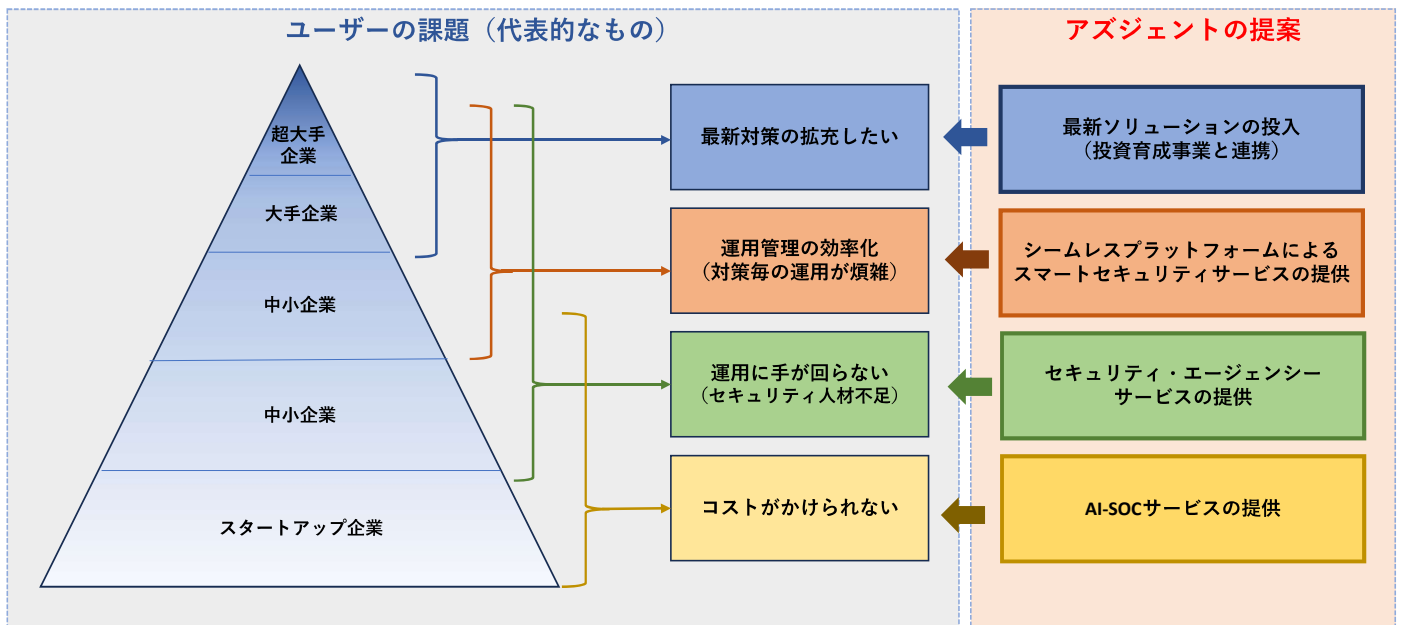 ユーザーの課題（代表的なもの）
超大手
企業
大手企業
中小企業
中小企業
スタートアップ企業
最新対策の拡充したい
運用管理の効率化
（対策毎の運用が煩雑）
運用に手が回らない
（セキュリティ人材不足）
コストがかけられない
アズジェントの提案
最新ソリューションの投入
（投資育成事業と連携）
シームレスプラットフォームによる
スマートセキュリティサービスの提供
セキュリティ・エージェンシー
サービスの提供
AI-SOCサービスの提供